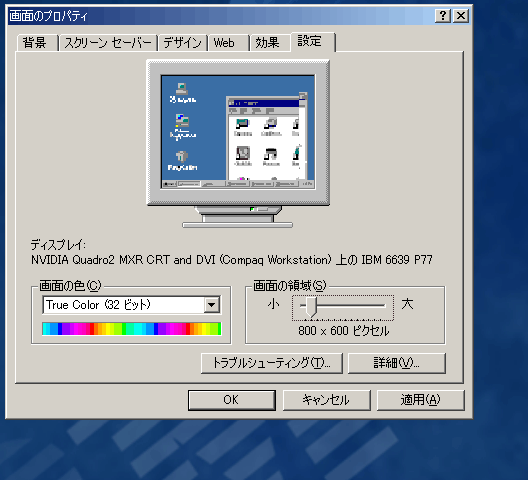 画面のプロパティ
背景 スクリーン セーバー デザイン Web 効果 設定
ディスプレイ:
NVIDIA Quadro2 MXR CRT and DVI (Compaq Workstation) 上の IBM 6639 P77
画面の色(C)
True Color (32 ビット)
画面の領域(S)
小 大
800 x 600 ピクセル
トラブルシューティング(T)... 詳細(V)...
OK キャンセル 適用(A)